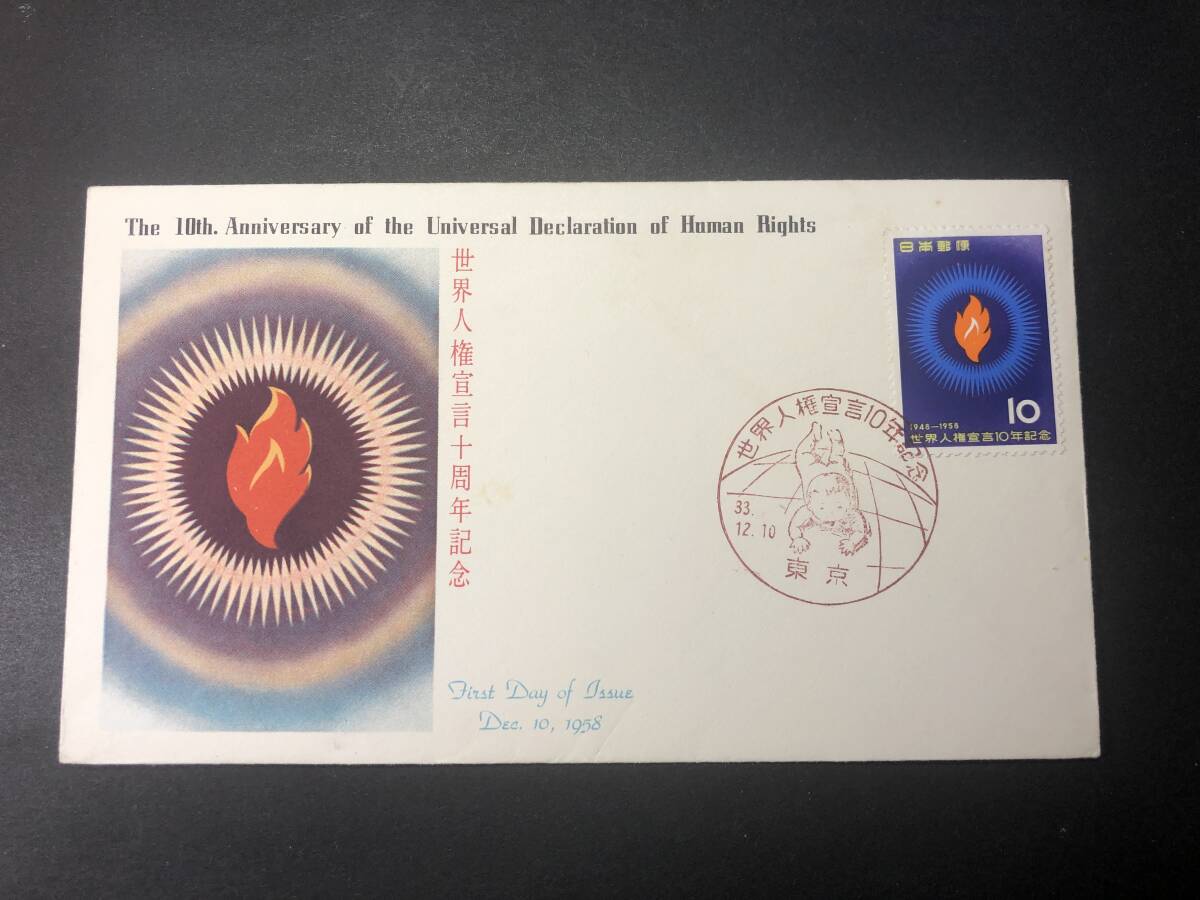 The 10th. Anniversary of the Universal Declaration of Human Rights
世界人権宣言十周年記念
First Day of Issue
Dec. 10, 1958
日本郵便
10
1948–1958
世界人権宣言10年記念
世界人権宣言10年記念
33.
12.10
東京